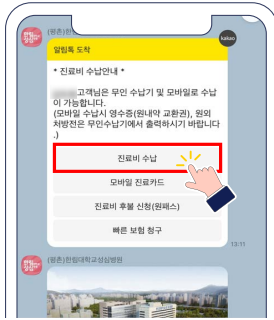 (평촌)한
kakao
알림톡 도착
* 진료비 수납안내 *
고객님은 무인 수납기 및 모바일로 수납
이 가능합니다.
(모바일 수납시 영수증(원내약 교환권), 원외
처방전은 무인수납기에서 출력하시기 바랍니다
.)
진료비 수납
모바일 진료카드
진료비 후불 신청(원패스)
빠른 보험 청구
13:11
(평촌)한림대학교성심병원